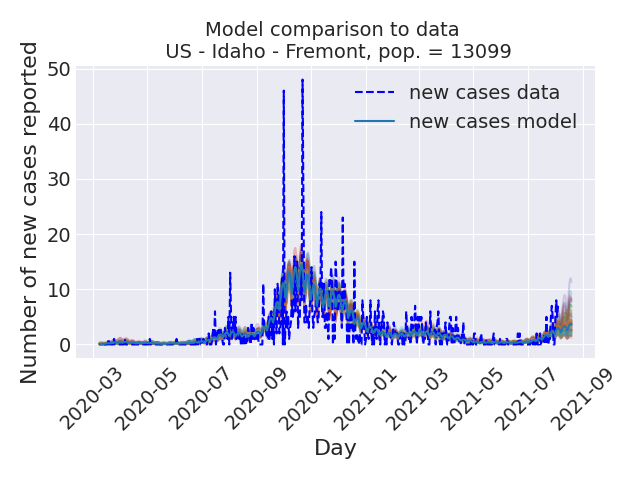 Model comparison to data
US - Idaho - Fremont, pop. = 13099
Number of new cases reported
50
40
30
20
10
0
new cases data
new cases model
2020-03
2020-05
2020-07
2020-09
2020-11
2021-01
2021-03
2021-05
2021-07
2021-09
Day